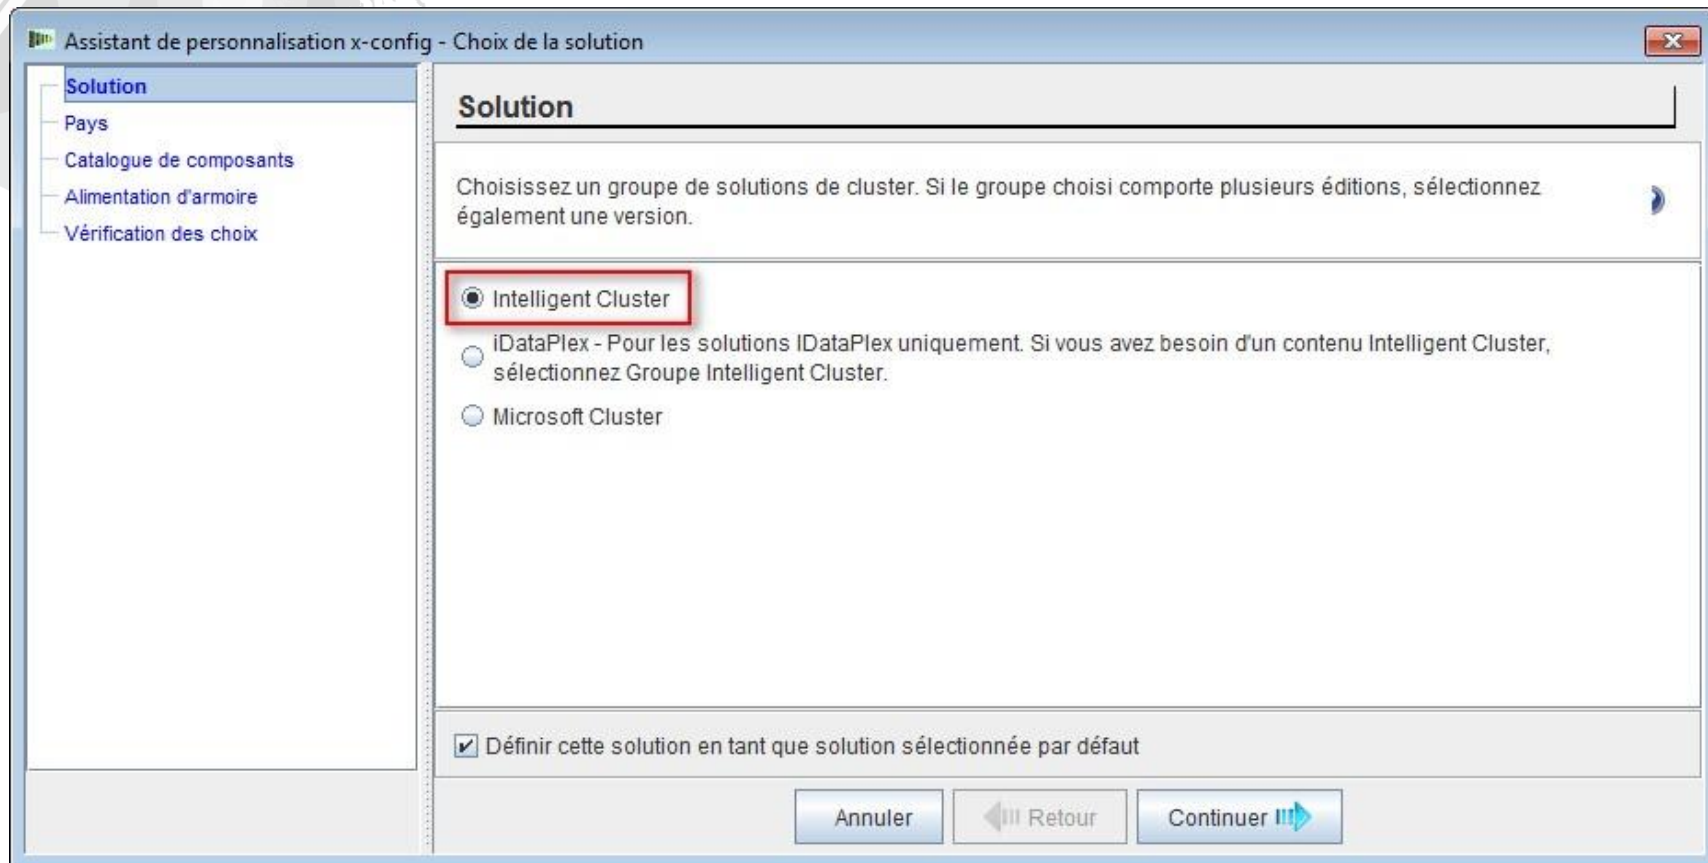 Assistant de personnalisation x-config - Choix de la solution
Solution
Pays
Catalogue de composants
Alimentation d'armoire
Vérification des choix
Solution
Choisissez un groupe de solutions de cluster. Si le groupe choisi comporte plusieurs éditions, sélectionnez
également une version.
Intelligent Cluster
iDataPlex - Pour les solutions IDataPlex uniquement. Si vous avez besoin d'un contenu Intelligent Cluster,
sélectionnez Groupe Intelligent Cluster.
Microsoft Cluster
Définir cette solution en tant que solution sélectionnée par défaut
Annuler
Retour
Continuer